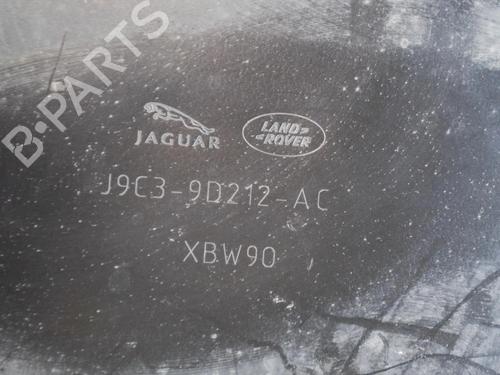 B-PARTS
JAGUAR
LAND
ROVER
J9C3-9D212-AC
XBW90